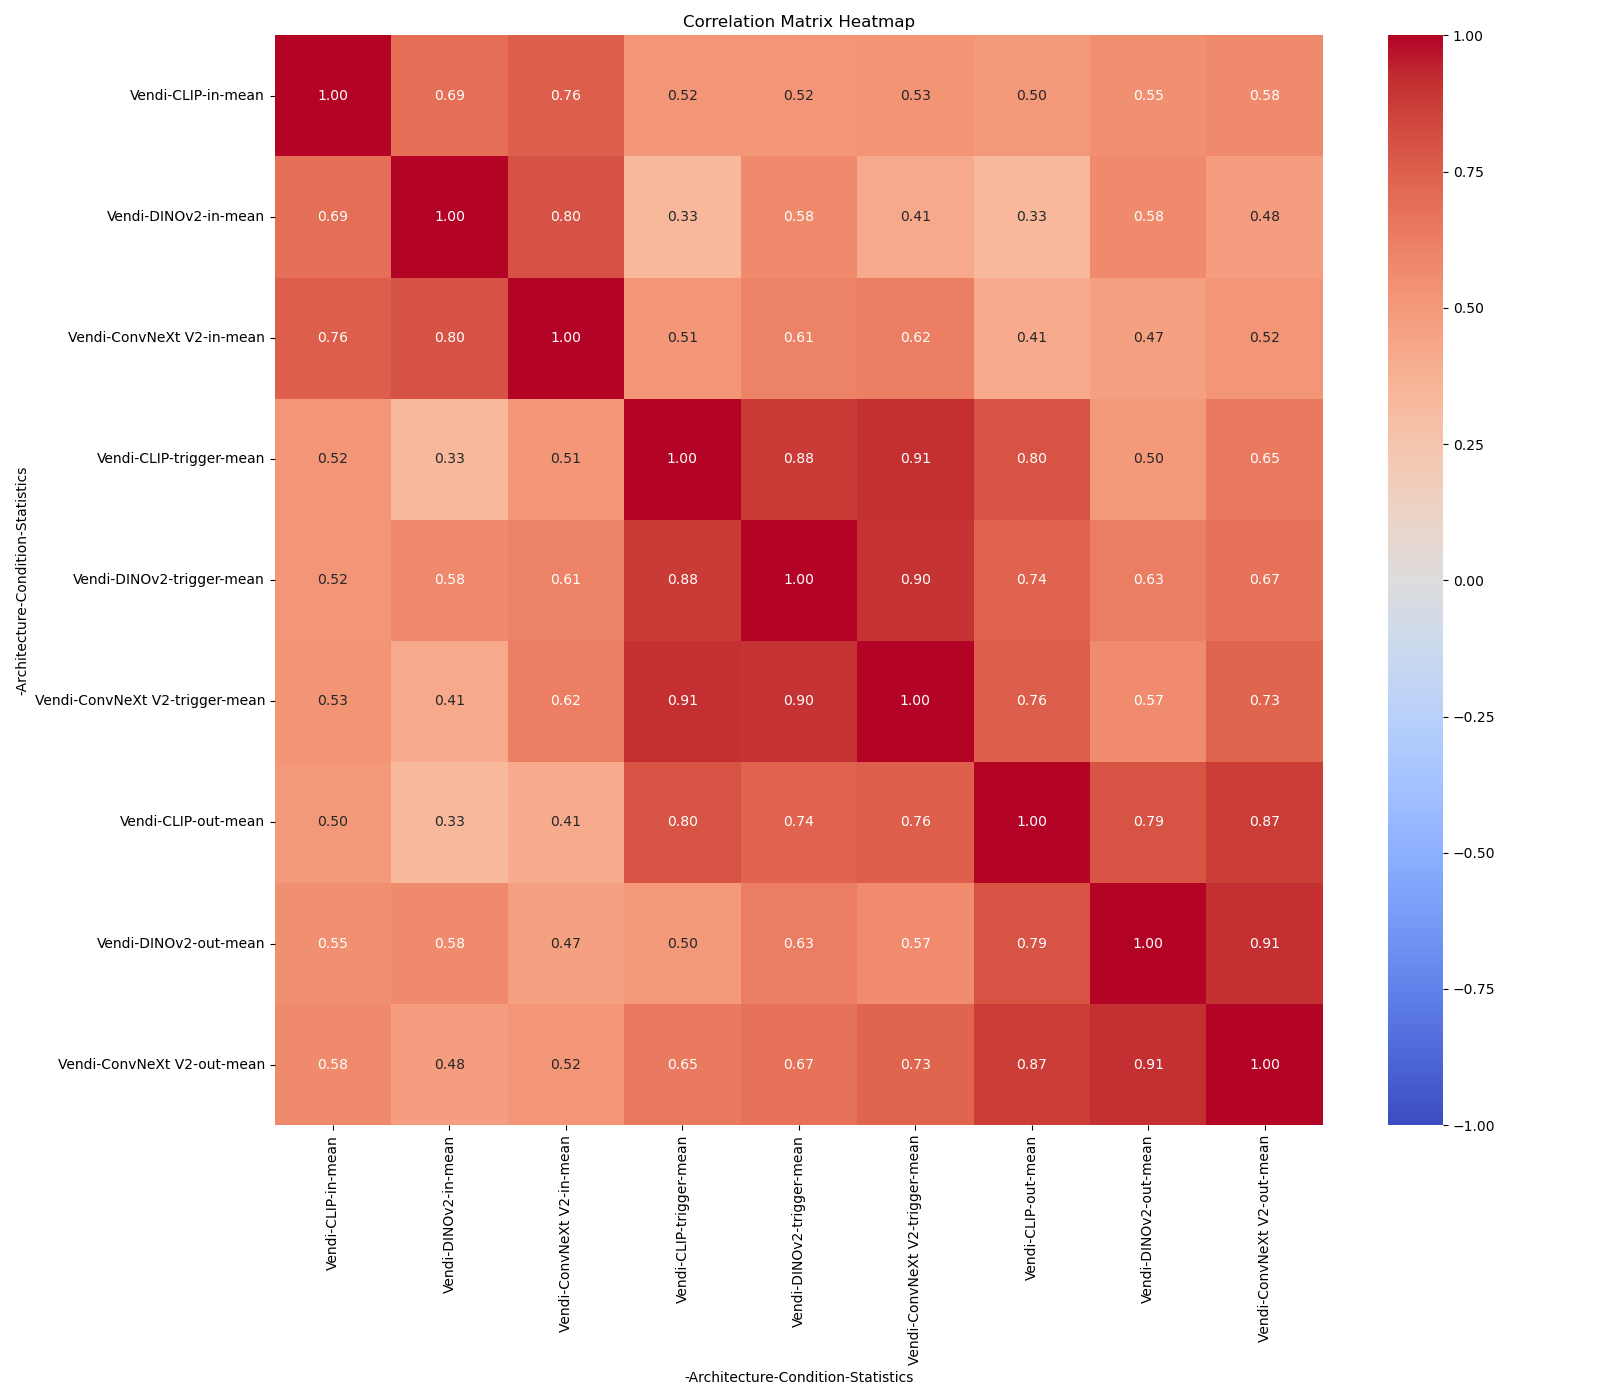 Correlation Matrix Heatmap
-Architecture-Condition-Statistics
Vendi-CLIP-in-mean 1.00 0.69 0.76 0.52 0.52 0.53 0.50 0.55 0.58
Vendi-DINOv2-in-mean 0.69 1.00 0.80 0.33 0.58 0.41 0.33 0.58 0.48
Vendi-ConvNeXt V2-in-mean 0.76 0.80 1.00 0.51 0.61 0.62 0.41 0.47 0.52
Vendi-CLIP-trigger-mean 0.52 0.33 0.51 1.00 0.88 0.91 0.80 0.50 0.65
Vendi-DINOv2-trigger-mean 0.52 0.58 0.61 0.88 1.00 0.90 0.74 0.63 0.67
Vendi-ConvNeXt V2-trigger-mean 0.53 0.41 0.62 0.91 0.90 1.00 0.76 0.57 0.73
Vendi-CLIP-out-mean 0.50 0.33 0.41 0.80 0.74 0.76 1.00 0.79 0.87
Vendi-DINOv2-out-mean 0.55 0.58 0.47 0.50 0.63 0.57 0.79 1.00 0.91
Vendi-ConvNeXt V2-out-mean 0.58 0.48 0.52 0.65 0.67 0.73 0.87 0.91 1.00
Vendi-CLIP-in-mean
Vendi-DINOv2-in-mean
Vendi-ConvNeXt V2-in-mean
Vendi-CLIP-trigger-mean
Vendi-DINOv2-trigger-mean
Vendi-ConvNeXt V2-trigger-mean
Vendi-CLIP-out-mean
Vendi-DINOv2-out-mean
Vendi-ConvNeXt V2-out-mean
-Architecture-Condition-Statistics
1.00
0.75
0.50
0.25
0.00
−0.25
−0.50
−0.75
−1.00